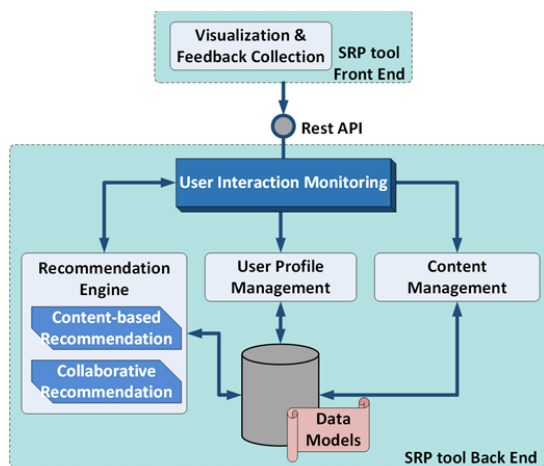 Visualization &
Feedback Collection
SRP tool
Front End
Rest API
User Interaction Monitoring
Recommendation
Engine
Content-based
Recommendation
Collaborative
Recommendation
User Profile
Management
Content
Management
Data
Models
SRP tool Back End